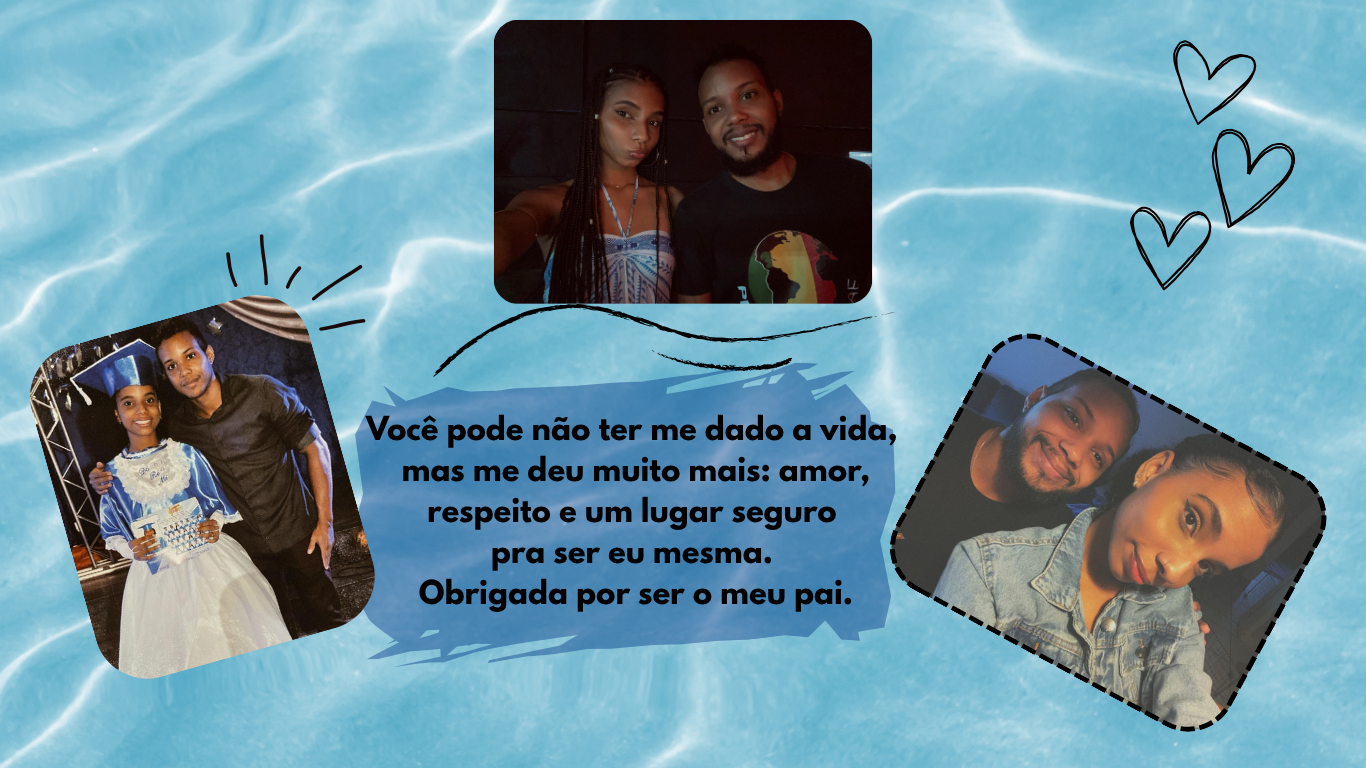 Você pode não ter me dado a vida,
mas me deu muito mais: amor,
respeito e um lugar seguro
pra ser eu mesma.
Obrigada por ser o meu pai.